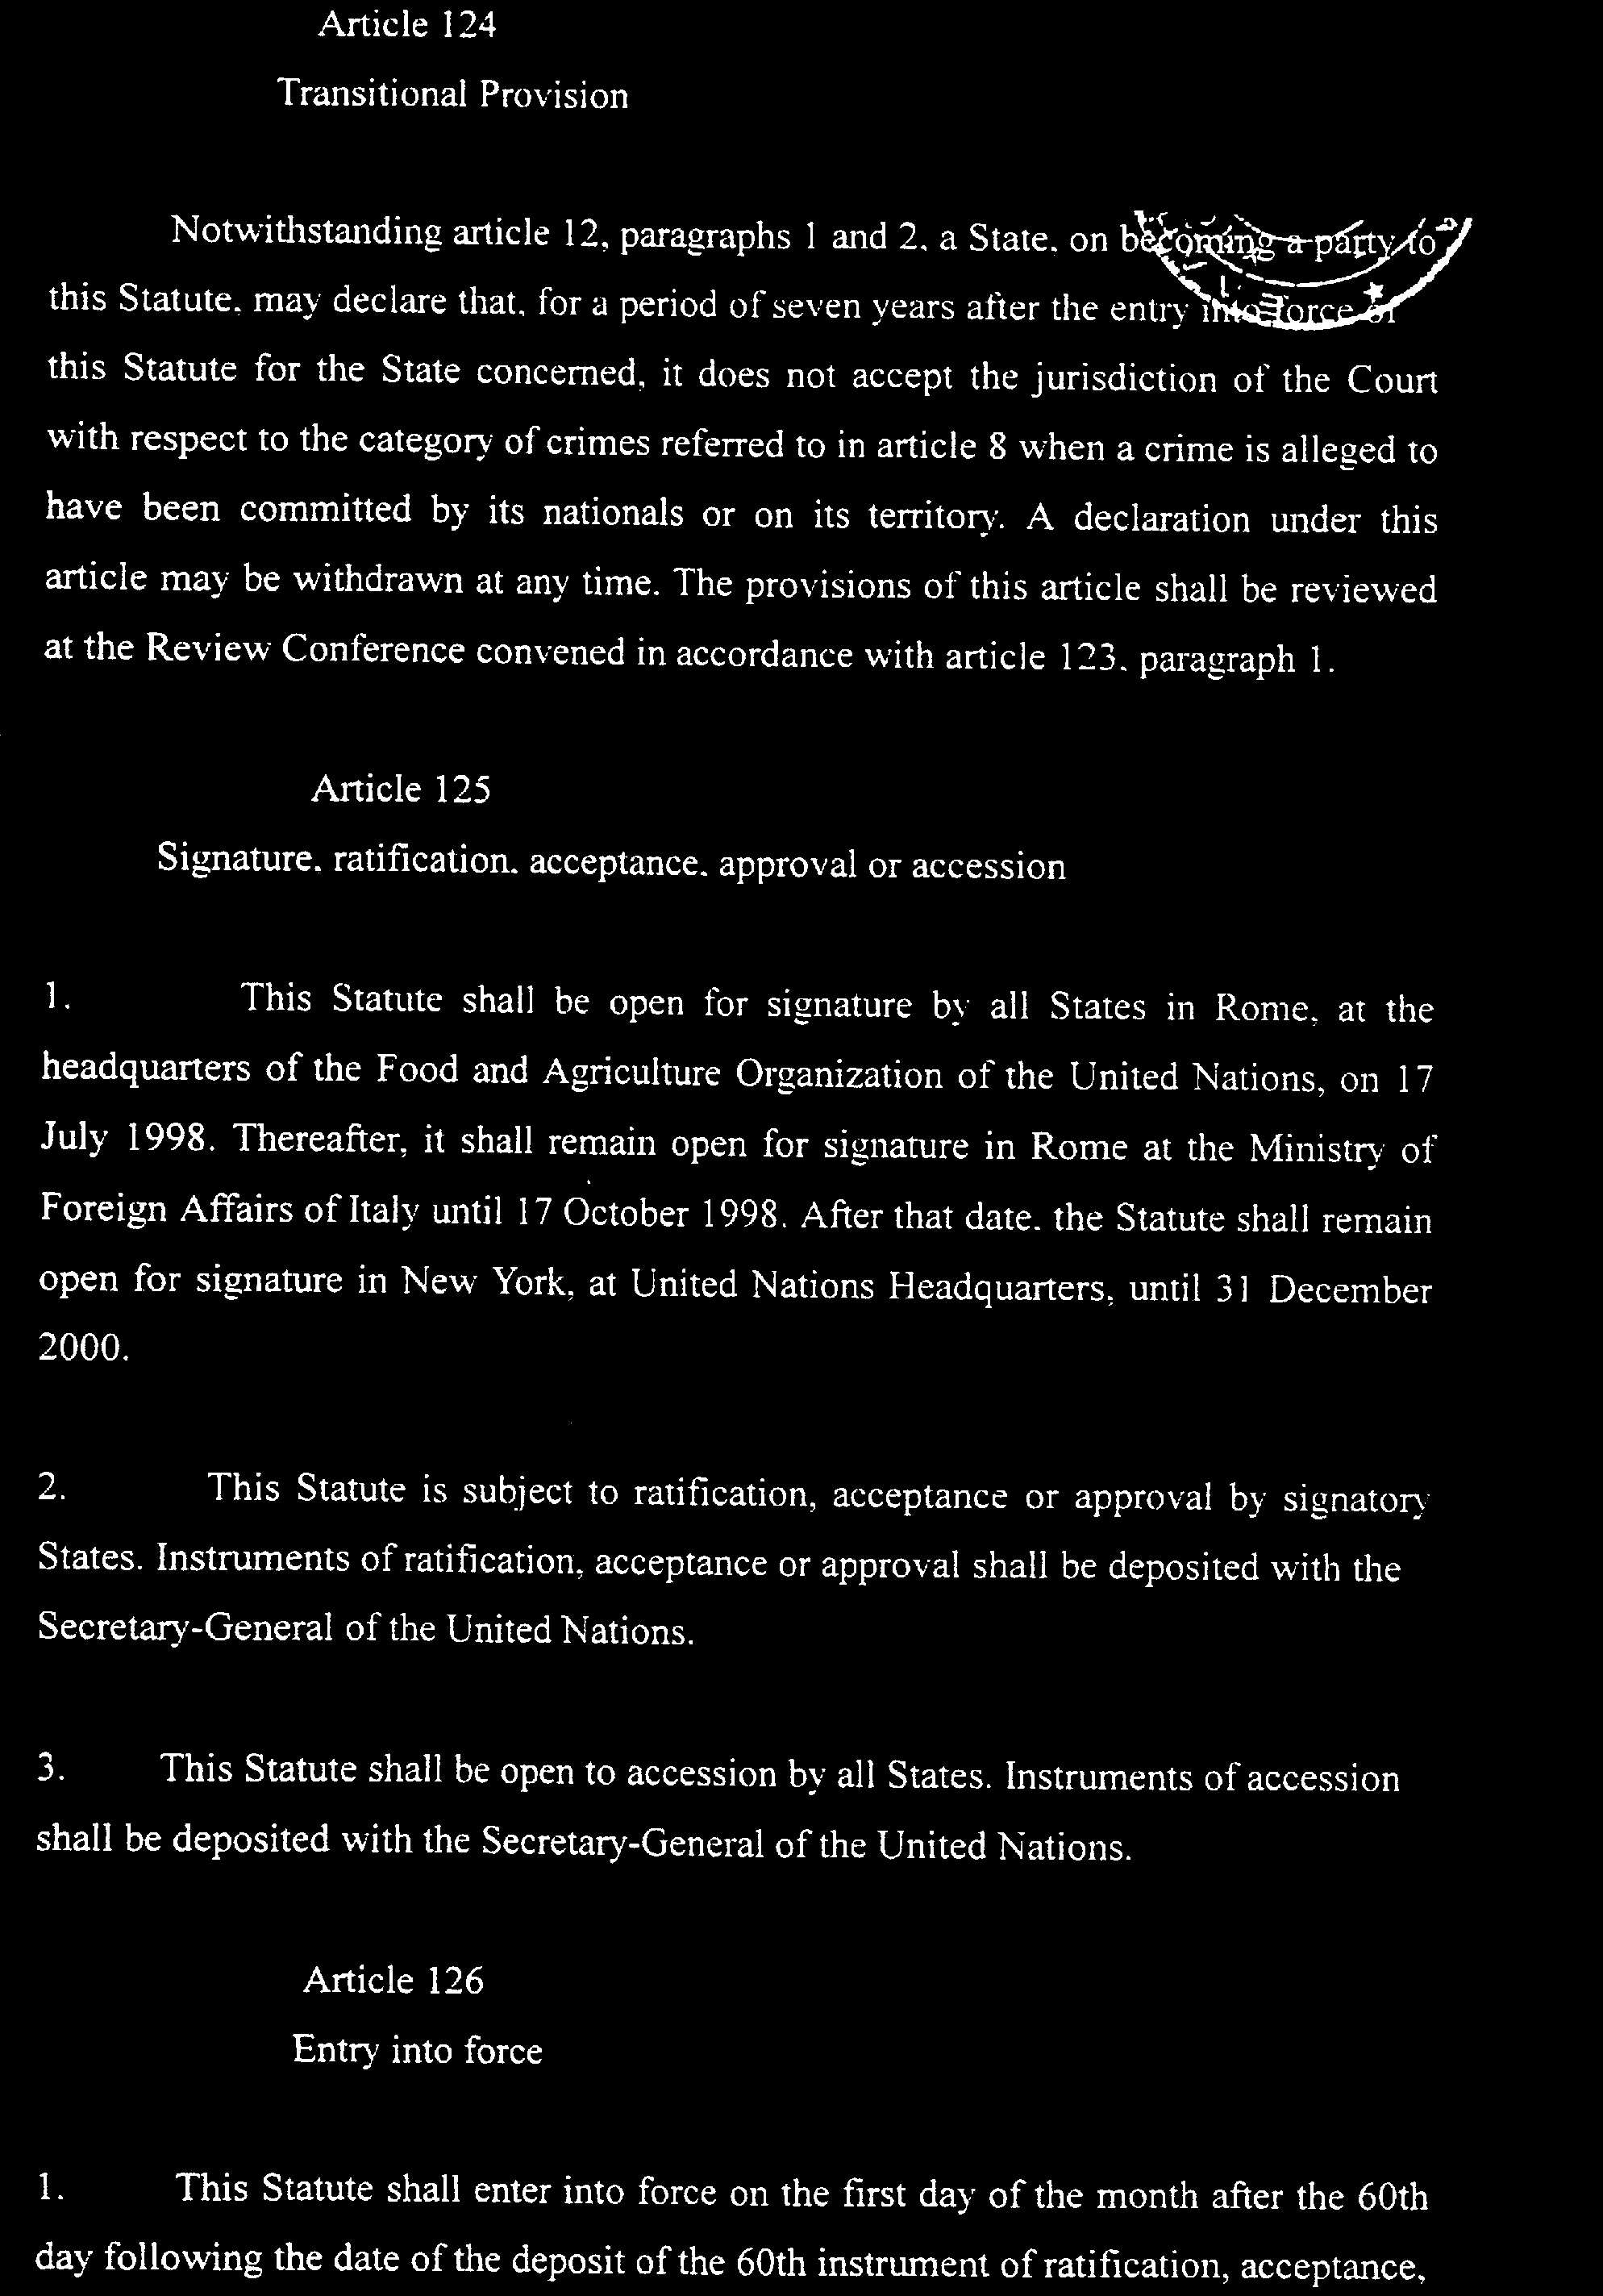 Article 124
Transitional Provision
Notwithstanding article 12, paragraphs 1 and 2, a State, on becoming a party to
this Statute, may declare that, for a period of seven years after the entry into force of
this Statute for the State concerned, it does not accept the jurisdiction of the Court
with respect to the category of crimes referred to in article 8 when a crime is alleged to
have been committed by its nationals or on its territory. A declaration under this
article may be withdrawn at any time. The provisions of this article shall be reviewed
at the Review Conference convened in accordance with article 123, paragraph 1.
Article 125
Signature, ratification, acceptance, approval or accession
1. This Statute shall be open for signature by all States in Rome, at the
headquarters of the Food and Agriculture Organization of the United Nations, on 17
July 1998. Thereafter, it shall remain open for signature in Rome at the Ministry of
Foreign Affairs of Italy until 17 October 1998. After that date, the Statute shall remain
open for signature in New York, at United Nations Headquarters, until 31 December
2000.
2. This Statute is subject to ratification, acceptance or approval by signatory
States. Instruments of ratification, acceptance or approval shall be deposited with the
Secretary-General of the United Nations.
3. This Statute shall be open to accession by all States. Instruments of accession
shall be deposited with the Secretary-General of the United Nations.
Article 126
Entry into force
1. This Statute shall enter into force on the first day of the month after the 60th
day following the date of the deposit of the 60th instrument of ratification, acceptance,